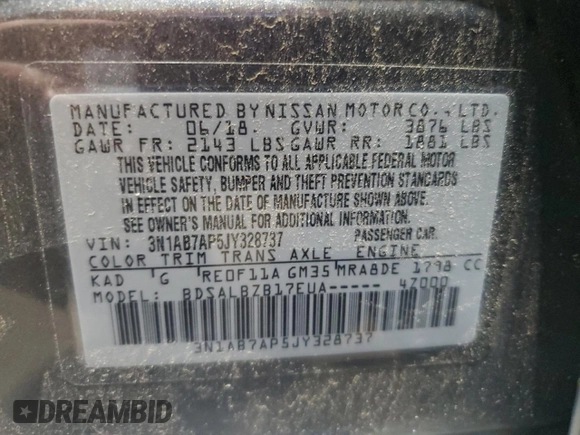 MANUFACTURED BY NISSAN MOTOR CO., LTD.
DATE: 06/18. GVWR: 3876 LBS
GAWR FR: 2143 LBS GAWR RR: 1881 LBS
THIS VEHICLE CONFORMS TO ALL APPLICABLE FEDERAL MOTOR
VEHICLE SAFETY, BUMPER AND THEFT PREVENTION STANDARDS
IN EFFECT ON THE DATE OF MANUFACTURE SHOWN ABOVE.
SEE OWNER'S MANUAL FOR ADDITIONAL INFORMATION.
VIN: 3N1AB7AP5JY328737 PASSENGER CAR.
COLOR TRIM TRANS AXLE ENGINE
KAD G RE0F11A GM35 MRA8DE 1798 CC
MODEL: BDSALBZB17EUA----- 47000
3N1AB7AP5JY328737
DREAMBID